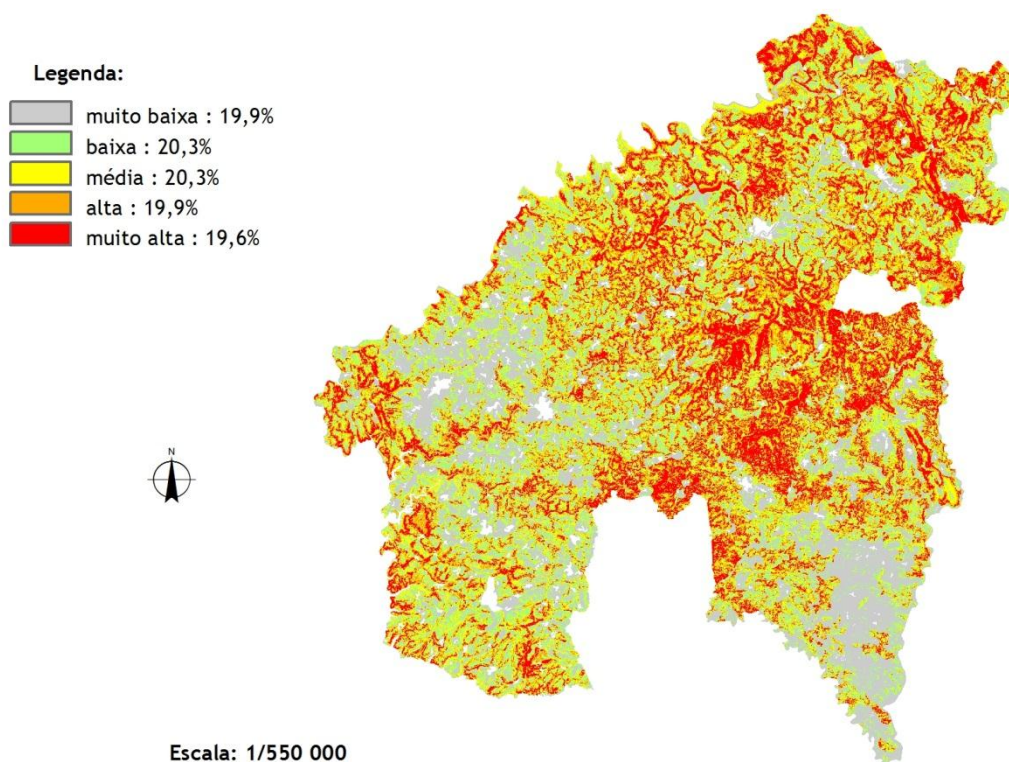 Legenda:
muito baixa : 19,9%
baixa : 20,3%
média : 20,3%
alta : 19,9%
muito alta : 19,6%
N
Escala: 1/550 000